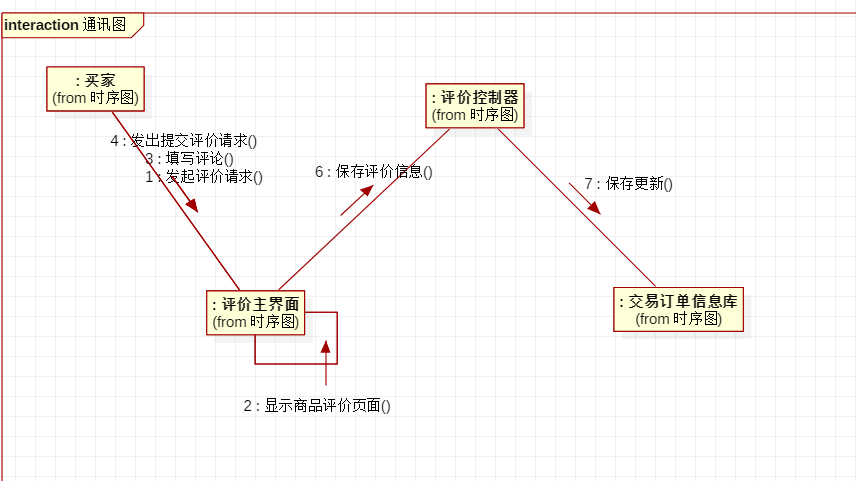 interaction 通讯图
: 买家
(from 时序图)
: 评价控制器
(from 时序图)
4 : 发出提交评价请求()
3 : 填写评论()
1 : 发起评价请求()
6 : 保存评价信息()
7 : 保存更新()
: 评价主界面
(from 时序图)
: 交易订单信息库
(from 时序图)
2 : 显示商品评价页面()